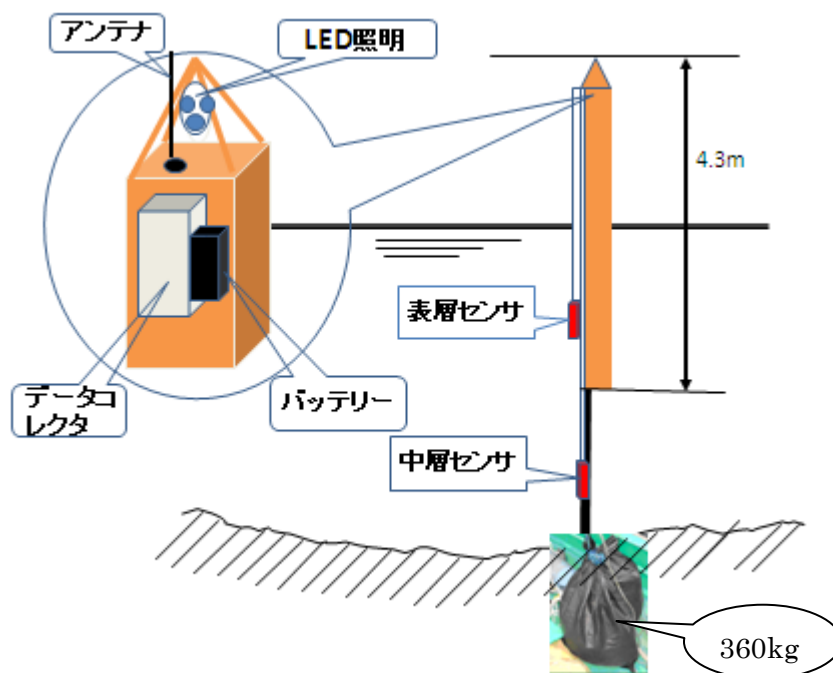 アンテナ
LED照明
4.3m
表層センサ
データコ
レクタ
バッテリー
中層センサ
360kg